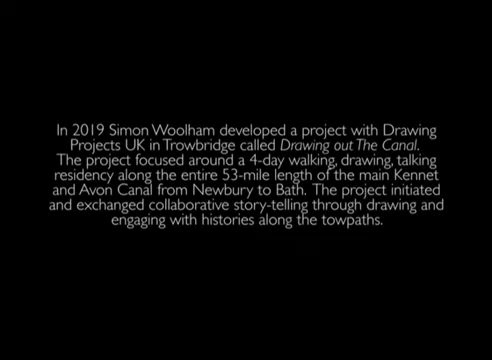 In 2019 Simon Woolham developed a project with Drawing
Projects UK in Trowbridge called Drawing out The Canal.
The project focused around a 4-day walking, drawing, talking
residency along the entire 53-mile length of the main Kennet
and Avon Canal from Newbury to Bath. The project initiated
and exchanged collaborative story-telling through drawing and
engaging with histories along the towpaths.